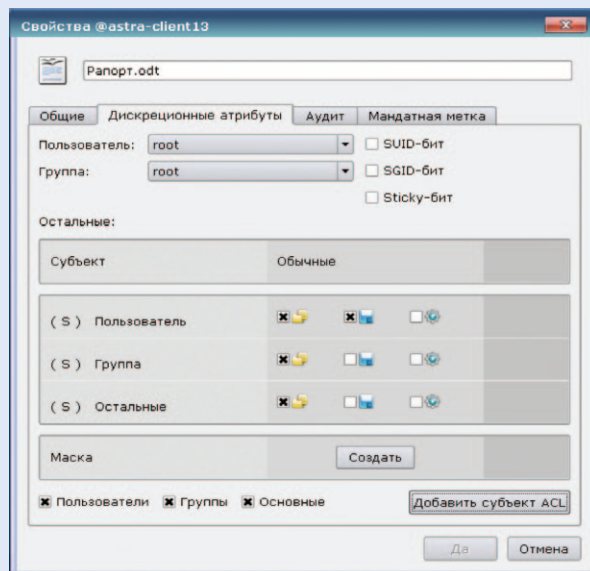 Свойства @astra-client13
Рапорт.odt
Общие Дискреционные атрибуты Аудит Мандатная метка
Пользователь: root SUID-бит
Группа: root SGID-бит
Sticky-бит
Остальные:
Субъект Обычные
( S ) Пользователь
( S ) Группа
( S ) Остальные
Маска Создать
Пользователи Группы Основные Добавить субъект ACL
Да Отмена